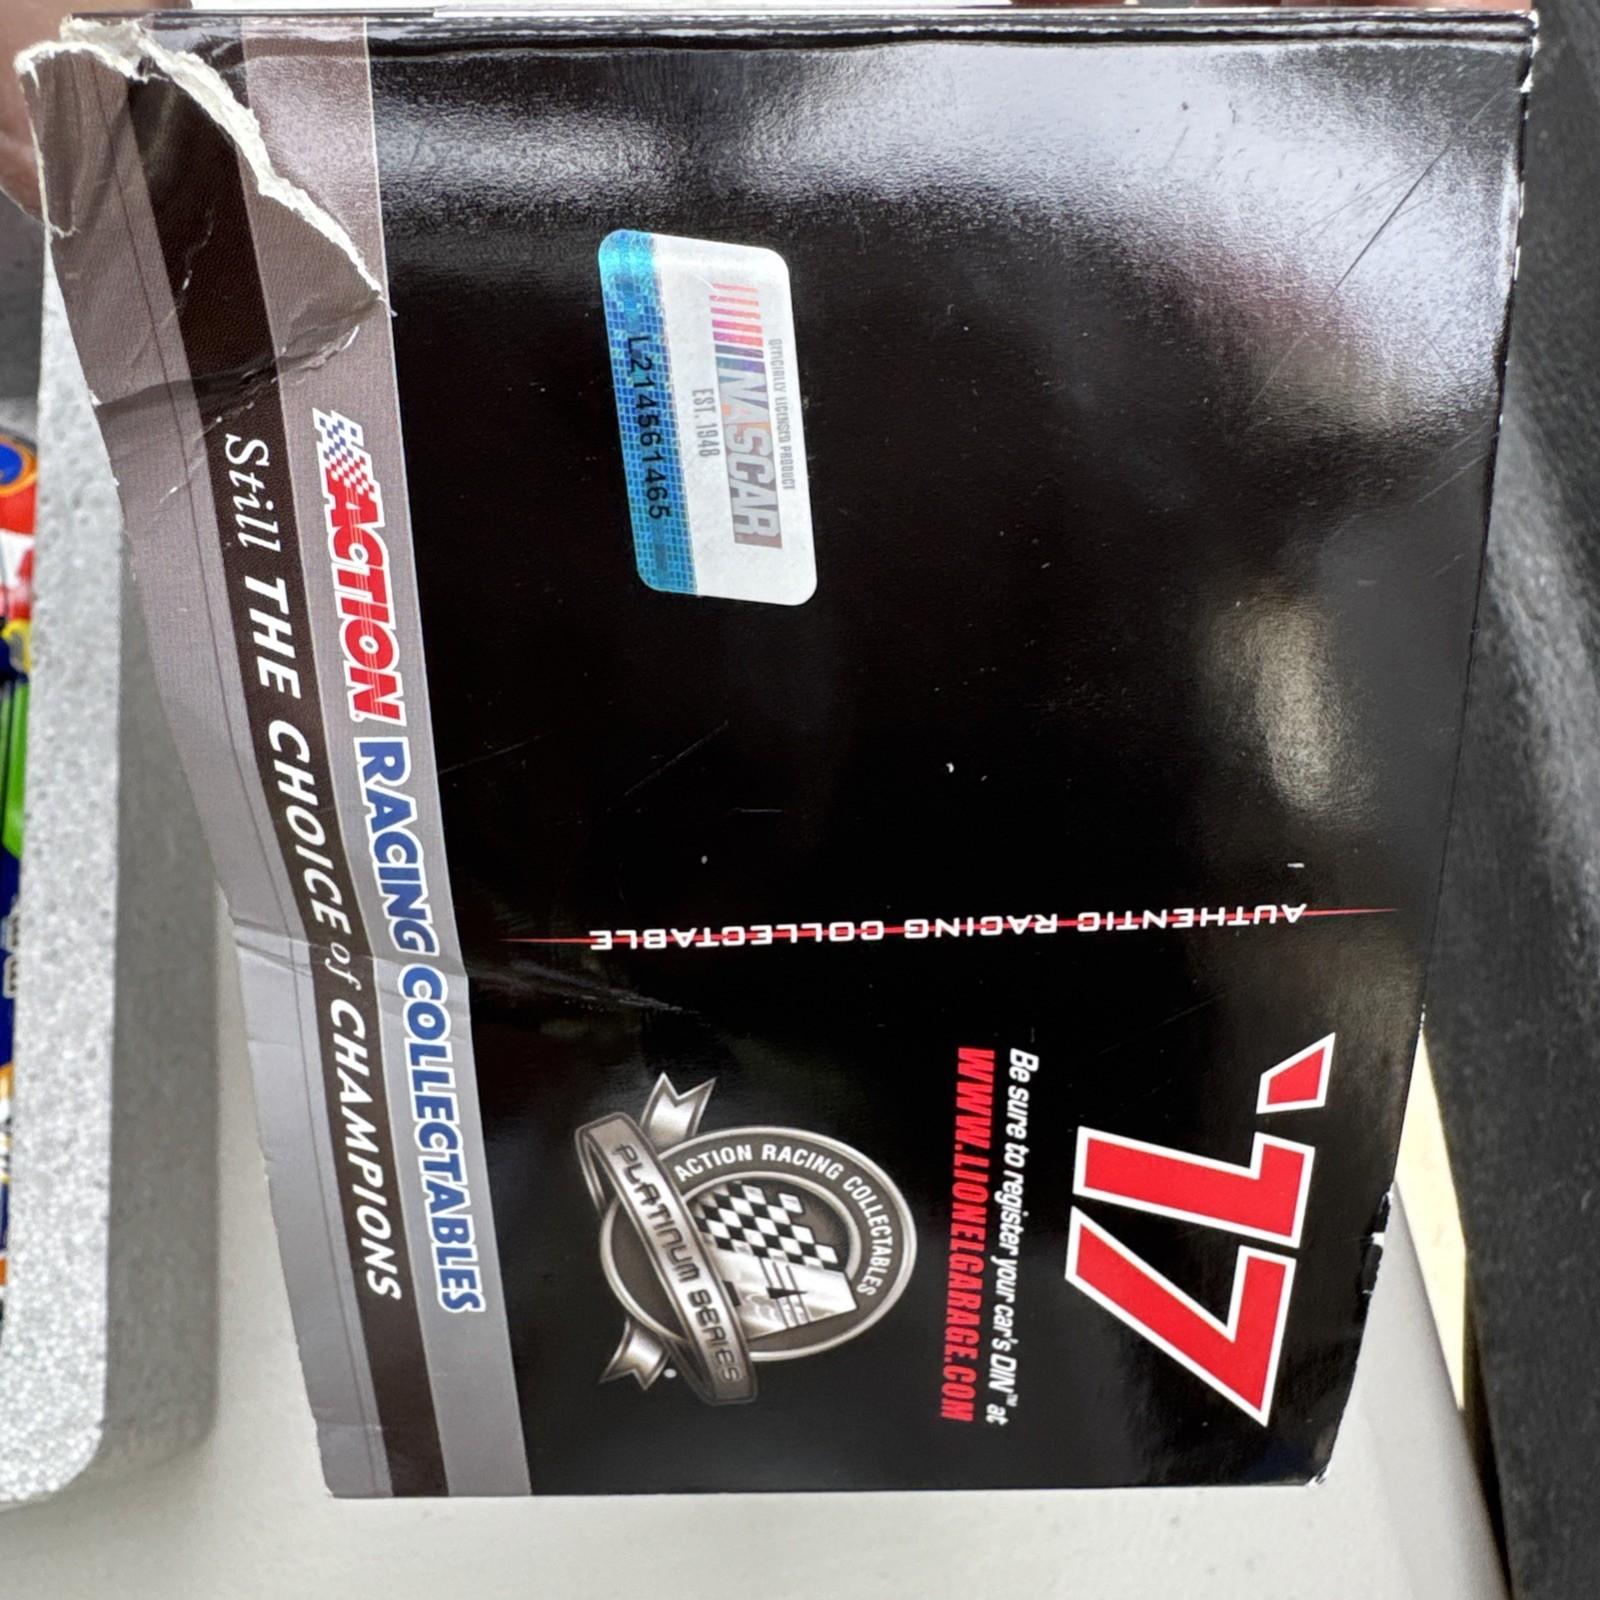 '17
Be sure to register your car's DIN™ at
WWW.LIONELGARAGE.COM
ACTION RACING COLLECTABLES
PLATINUM SERIES
AUTHENTIC RACING COLLECTABLE
OFFICIALLY LICENSED PRODUCT
NASCAR
EST. 1948
L214561465
ACTION RACING COLLECTABLES
Still THE CHOICE of CHAMPIONS